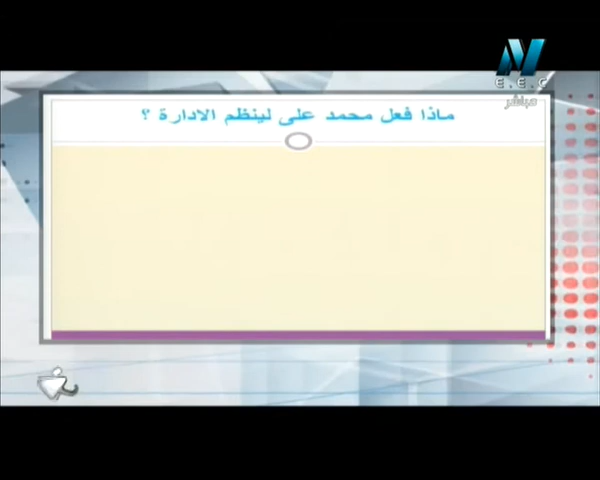 E.E.C
مباشر
ماذا فعل محمد على لينظم الادارة ؟